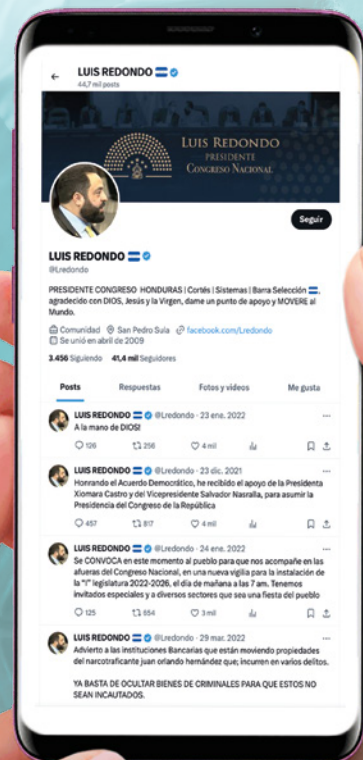 LUIS REDONDO
44,7 mil posts
LUIS REDONDO
PRESIDENTE
CONGRESO NACIONAL
Seguir
LUIS REDONDO
@Lredondo
PRESIDENTE CONGRESO HONDURAS | Cortés | Sistemas | Barra Selección
agradecido con DIOS, Jesús y la Virgen, dame un punto de apoyo y MOVERE al
Mundo.
Comunidad San Pedro Sula facebook.com/Lredondo
Se unió en abril de 2009
3.456 Siguiendo 41,4 mil Seguidores
Posts Respuestas Fotos y videos Me gusta
LUIS REDONDO @Lredondo · 23 ene. 2022
A la mano de DIOS!
126 256 4 mil
LUIS REDONDO @Lredondo · 23 dic. 2021
Honrando el Acuerdo Democrático, he recibido el apoyo de la Presidenta
Xiomara Castro y del Vicepresidente Salvador Nasralla, para asumir la
Presidencia del Congreso de la República
457 817 4 mil
LUIS REDONDO @Lredondo · 24 ene. 2022
Se CONVOCA en este momento al pueblo para que nos acompañe en las
afueras del Congreso Nacional, en una nueva vigilia para la instalación de
la "I" legislatura 2022-2026, el día de mañana a las 7 am. Tenemos
invitados especiales y a diversos sectores que sea una fiesta del pueblo
125 654 3 mil
LUIS REDONDO @Lredondo · 29 mar. 2022
Advierto a las instituciones Bancarias que están moviendo propiedades
del narcotraficante juan orlando hernández que; incurren en varios delitos.
YA BASTA DE OCULTAR BIENES DE CRIMINALES PARA QUE ESTOS NO
SEAN INCAUTADOS.